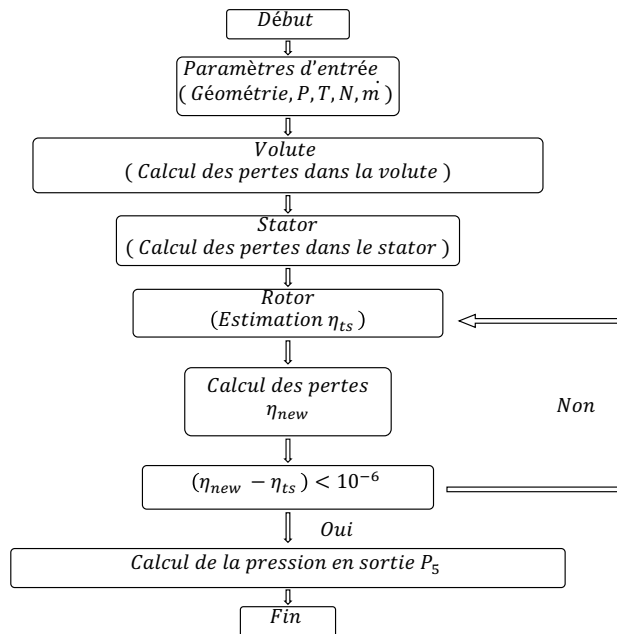 Début
Paramètres d'entrée
( Géométrie, P, T, N, ṁ )
Volute
( Calcul des pertes dans la volute )
Stator
( Calcul des pertes dans le stator )
Rotor
(Estimation η_ts )
Calcul des pertes
η_new
Non
(η_new − η_ts ) < 10⁻⁶
Oui
Calcul de la pression en sortie P₅
Fin